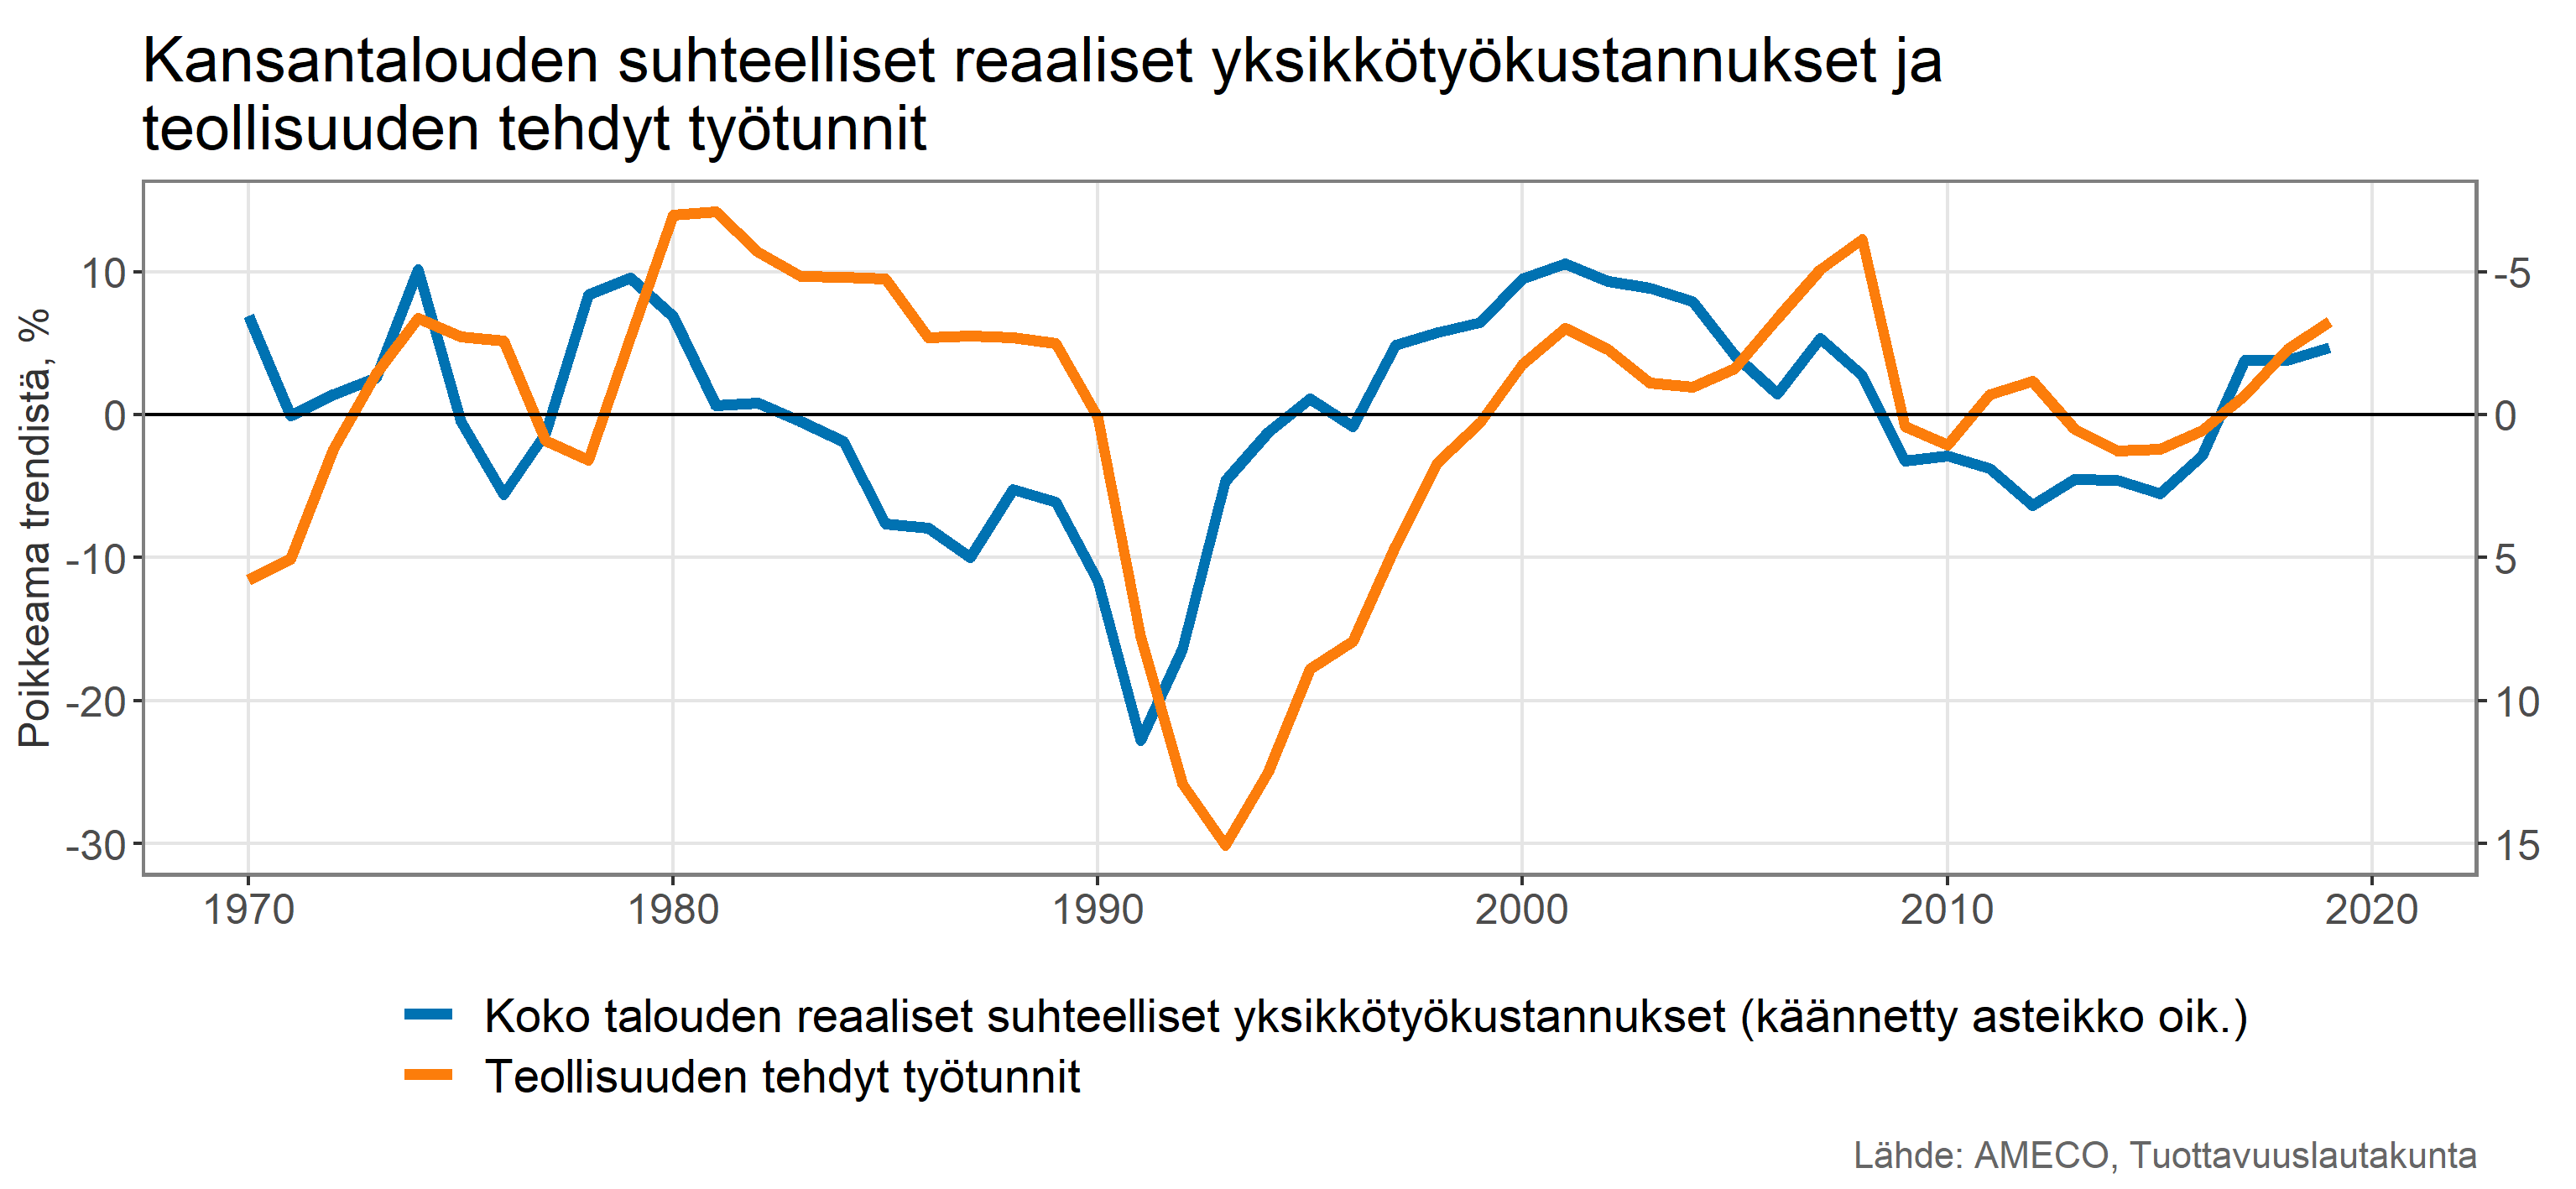 Kansantalouden suhteelliset reaaliset yksikkötyökustannukset ja
teollisuuden tehdyt työtunnit
Poikkeama trendistä, %
10
0
-10
-20
-30
-5
0
5
10
15
1970
1980
1990
2000
2010
2020
Koko talouden reaaliset suhteelliset yksikkötyökustannukset (käännetty asteikko oik.)
Teollisuuden tehdyt työtunnit
Lähde: AMECO, Tuottavuuslautakunta